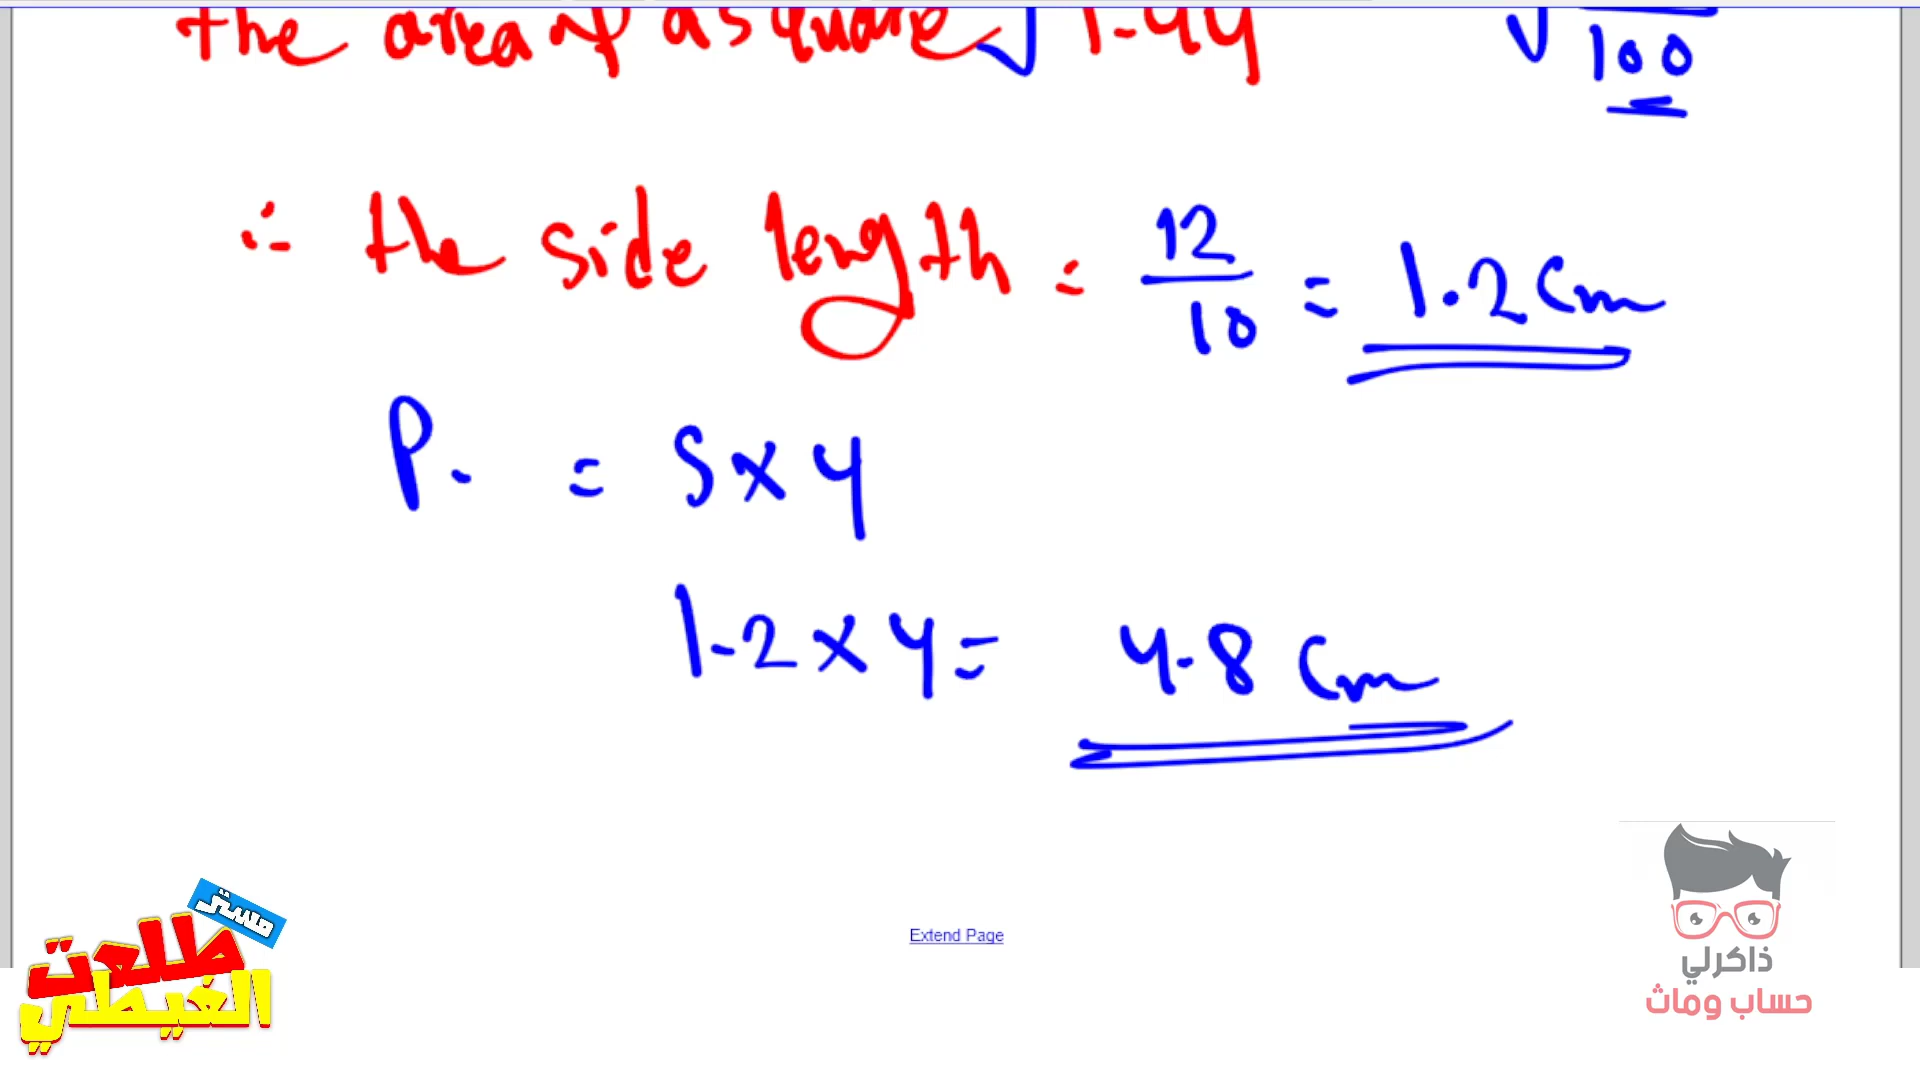 the area of a square √1.44 √100
∴ the side length = 12/10 = 1.2 cm
P. = S × 4
1.2 × 4 = 4.8 cm
Extend Page
مستر
طلعت
الغيطي
ذاكرلي
حساب وماث